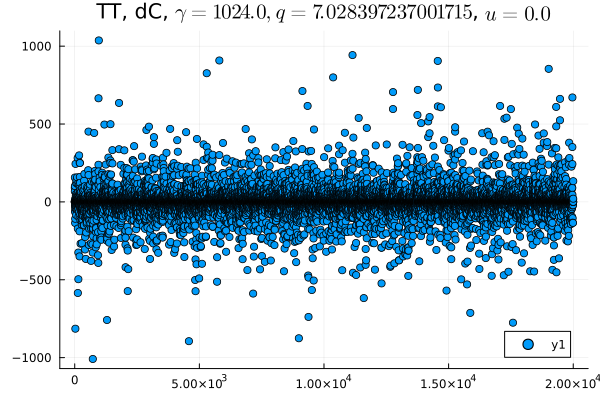 TT, dC, γ = 1024.0, q = 7.028397237001715, u = 0.0
1000
500
0
−500
−1000
y1
0 5.00×10³ 1.00×10⁴ 1.50×10⁴ 2.00×10⁴